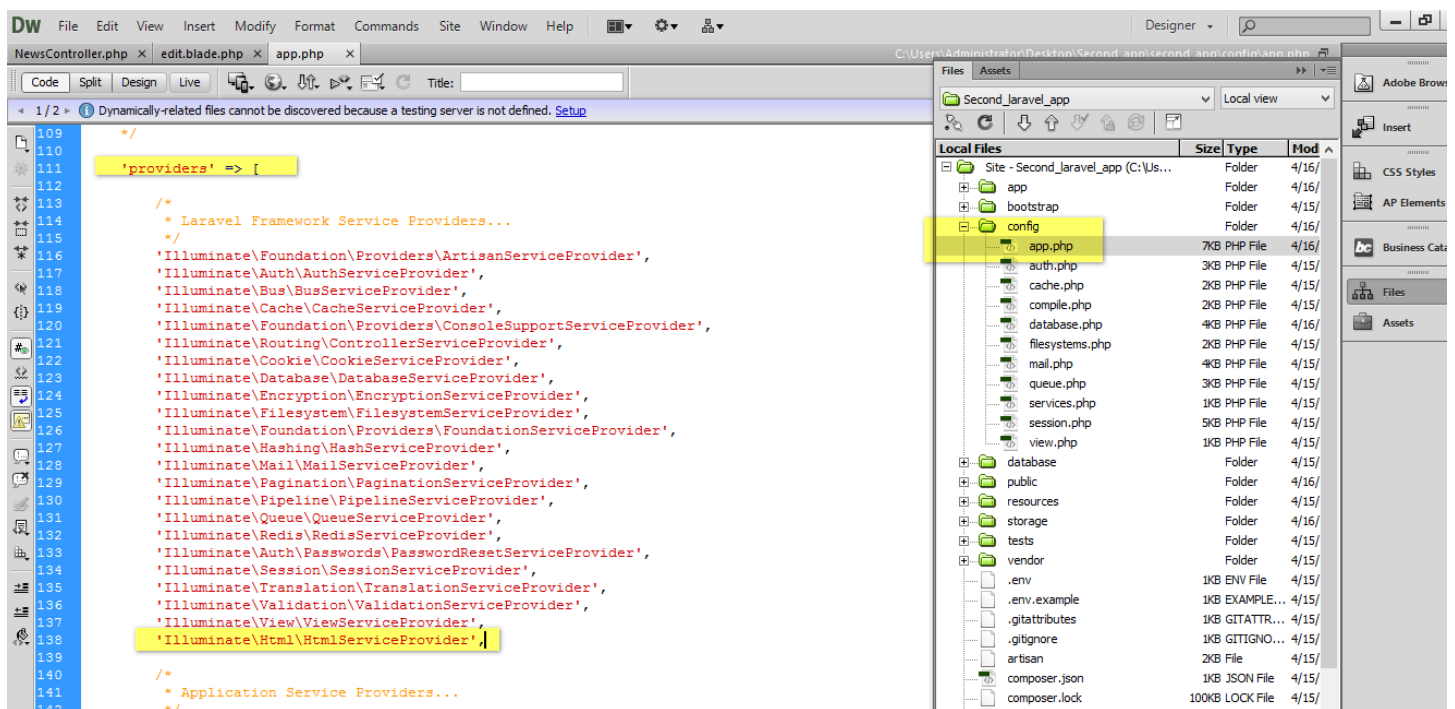 DW File Edit View Insert Modify Format Commands Site Window Help Designer
NewsController.php × edit.blade.php × app.php × C:\Users\Administrator\Desktop\Second_app\second_app\config\app.php
Code Split Design Live Title:
1 / 2 Dynamically-related files cannot be discovered because a testing server is not defined. Setup
109 */
110
111 'providers' => [
112
113 /*
114 * Laravel Framework Service Providers...
115 */
116 'Illuminate\Foundation\Providers\ArtisanServiceProvider',
117 'Illuminate\Auth\AuthServiceProvider',
118 'Illuminate\Bus\BusServiceProvider',
119 'Illuminate\Cache\CacheServiceProvider',
120 'Illuminate\Foundation\Providers\ConsoleSupportServiceProvider',
121 'Illuminate\Routing\ControllerServiceProvider',
122 'Illuminate\Cookie\CookieServiceProvider',
123 'Illuminate\Database\DatabaseServiceProvider',
124 'Illuminate\Encryption\EncryptionServiceProvider',
125 'Illuminate\Filesystem\FilesystemServiceProvider',
126 'Illuminate\Foundation\Providers\FoundationServiceProvider',
127 'Illuminate\Hashing\HashServiceProvider',
128 'Illuminate\Mail\MailServiceProvider',
129 'Illuminate\Pagination\PaginationServiceProvider',
130 'Illuminate\Pipeline\PipelineServiceProvider',
131 'Illuminate\Queue\QueueServiceProvider',
132 'Illuminate\Redis\RedisServiceProvider',
133 'Illuminate\Auth\Passwords\PasswordResetServiceProvider',
134 'Illuminate\Session\SessionServiceProvider',
135 'Illuminate\Translation\TranslationServiceProvider',
136 'Illuminate\Validation\ValidationServiceProvider',
137 'Illuminate\View\ViewServiceProvider',
138 'Illuminate\Html\HtmlServiceProvider',
139
140 /*
141 * Application Service Providers...
Files Assets
Second_laravel_app Local view
Local Files Size Type Mod
Site - Second_laravel_app (C:\Us... Folder 4/16/
app Folder 4/16/
bootstrap Folder 4/15/
config Folder 4/16/
app.php 7KB PHP File 4/16/
auth.php 3KB PHP File 4/15/
cache.php 2KB PHP File 4/15/
compile.php 2KB PHP File 4/15/
database.php 4KB PHP File 4/16/
filesystems.php 2KB PHP File 4/15/
mail.php 4KB PHP File 4/15/
queue.php 3KB PHP File 4/15/
services.php 1KB PHP File 4/15/
session.php 5KB PHP File 4/15/
view.php 1KB PHP File 4/15/
database Folder 4/15/
public Folder 4/16/
resources Folder 4/15/
storage Folder 4/16/
tests Folder 4/15/
vendor Folder 4/15/
.env 1KB ENV File 4/15/
.env.example 1KB EXAMPLE... 4/15/
.gitattributes 1KB GITATTR... 4/15/
.gitignore 1KB GITIGNO... 4/15/
artisan 2KB File 4/15/
composer.json 1KB JSON File 4/15/
composer.lock 100KB LOCK File 4/15/
Adobe Brows
Insert
CSS Styles
AP Elements
Business Cata
Files
Assets